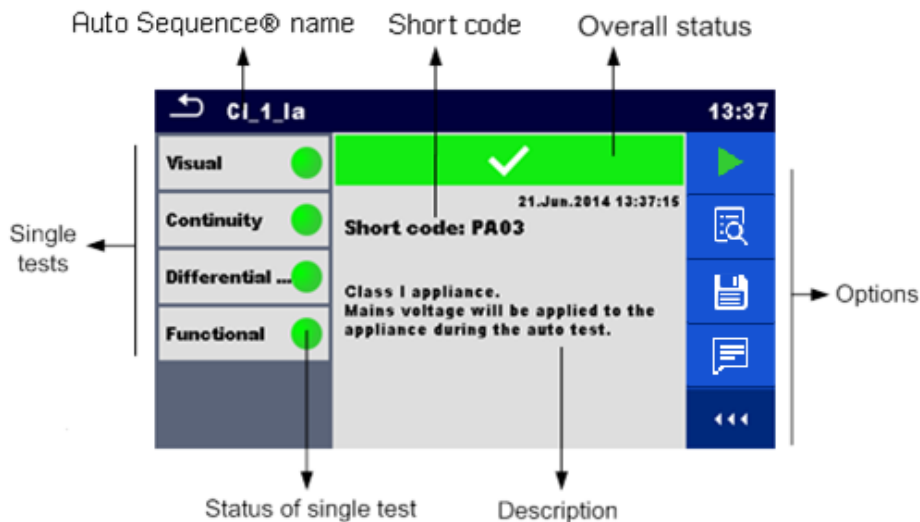 Auto Sequence® name
Short code
Overall status
Cl_1_Ia
13:37
Visual
Continuity
Differential ...
Functional
21.Jun.2014 13:37:15
Short code: PA03
Class I appliance.
Mains voltage will be applied to the
appliance during the auto test.
Single
tests
Options
Status of single test
Description